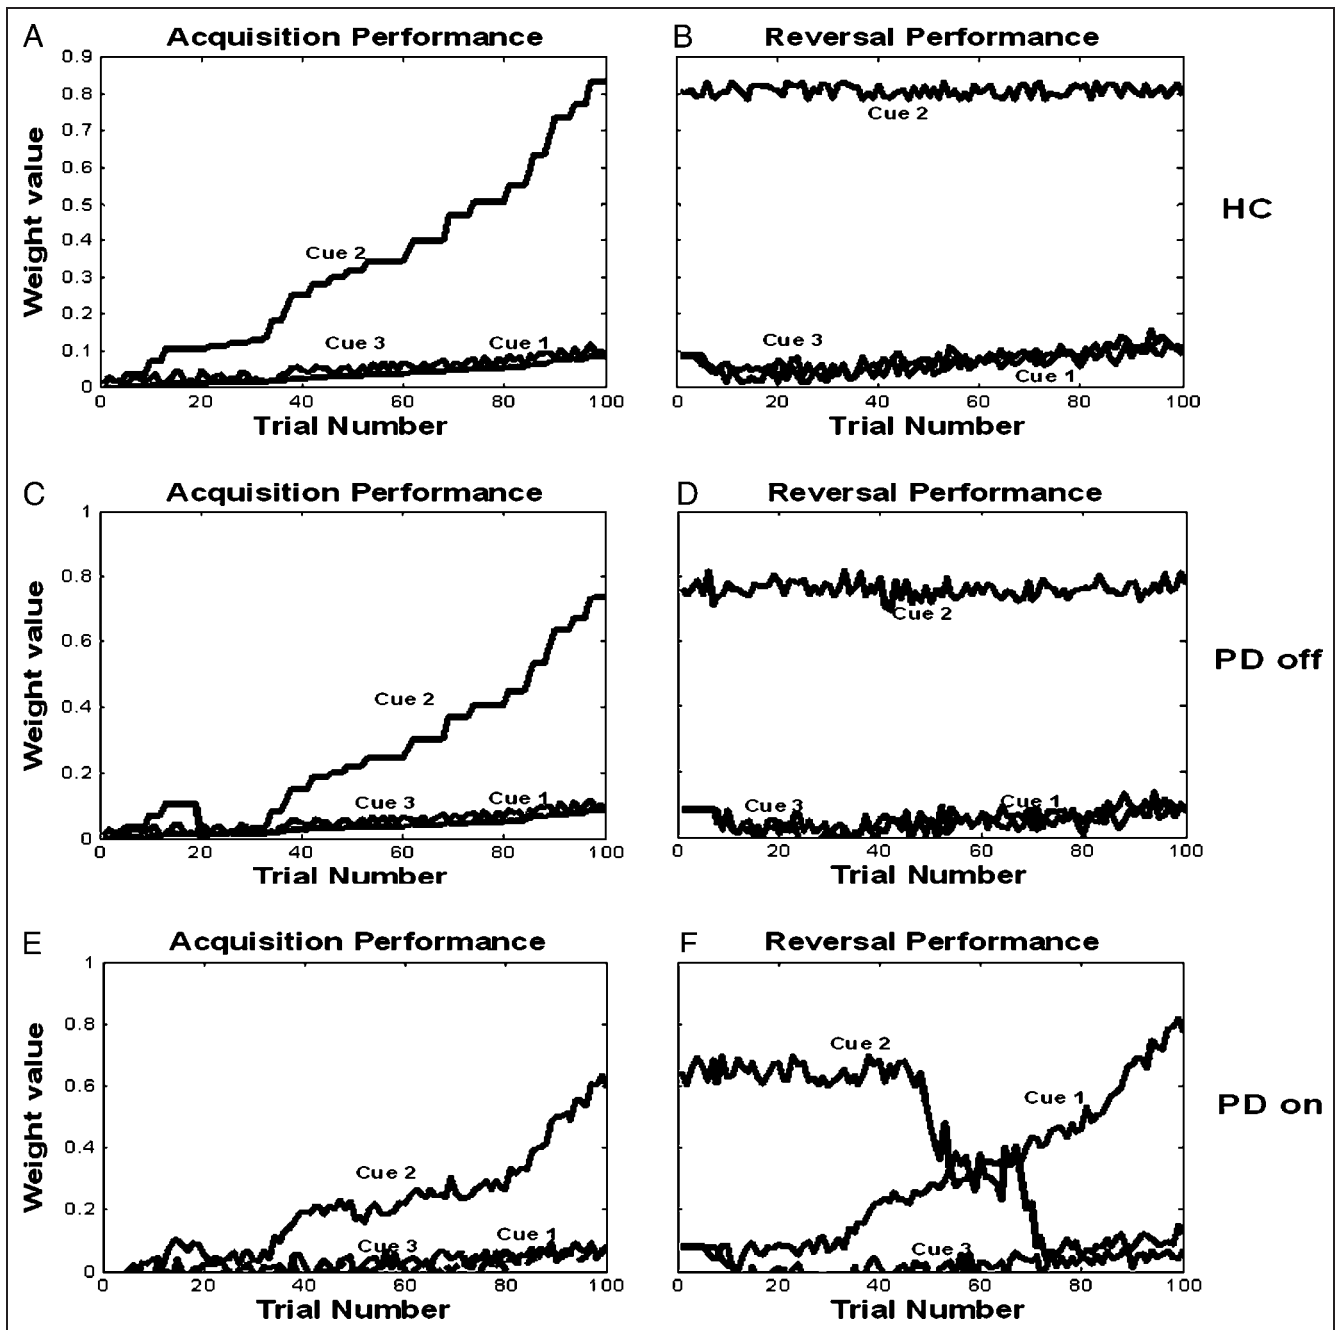 A Acquisition Performance
B Reversal Performance
0.9
0.8
0.7
0.6
0.5
0.4
0.3
0.2
0.1
0
Weight value
Cue 2
Cue 3
Cue 1
0 20 40 60 80 100
Trial Number
Cue 2
Cue 3
Cue 1
0 20 40 60 80 100
Trial Number
HC
C Acquisition Performance
D Reversal Performance
1
0.8
0.6
0.4
0.2
0
Weight value
Cue 2
Cue 3
Cue 1
0 20 40 60 80 100
Trial Number
Cue 2
Cue 3
Cue 1
0 20 40 60 80 100
Trial Number
PD off
E Acquisition Performance
F Reversal Performance
1
0.8
0.6
0.4
0.2
0
Weight value
Cue 2
Cue 3
Cue 1
0 20 40 60 80 100
Trial Number
Cue 2
Cue 1
Cue 3
0 20 40 60 80 100
Trial Number
PD on